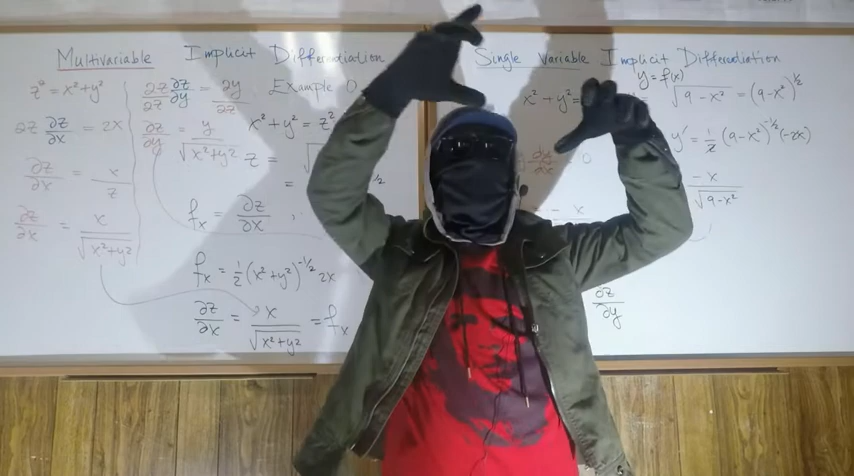 Multivariable Implicit Differentiation
z² = x² + y²
2z ∂z/∂x = 2x
∂z/∂x = x/z
∂z/∂x = x/√(x²+y²)
∂z/∂y = y/√(x²+y²)
Example
x² + y² = z²
z =
=
fx = ∂z/∂x
fx = ½(x²+y²)^(-1/2) 2x
∂z/∂x = x/√(x²+y²) = fx
Single Variable Implicit Differentiation
y = f(x)
x² + y² =
√(9-x²) = (9-x²)^(1/2)
= 0
y' = ½(9-x²)^(-1/2)(-2x)
-x
-x/√(9-x²)
∂z/∂y